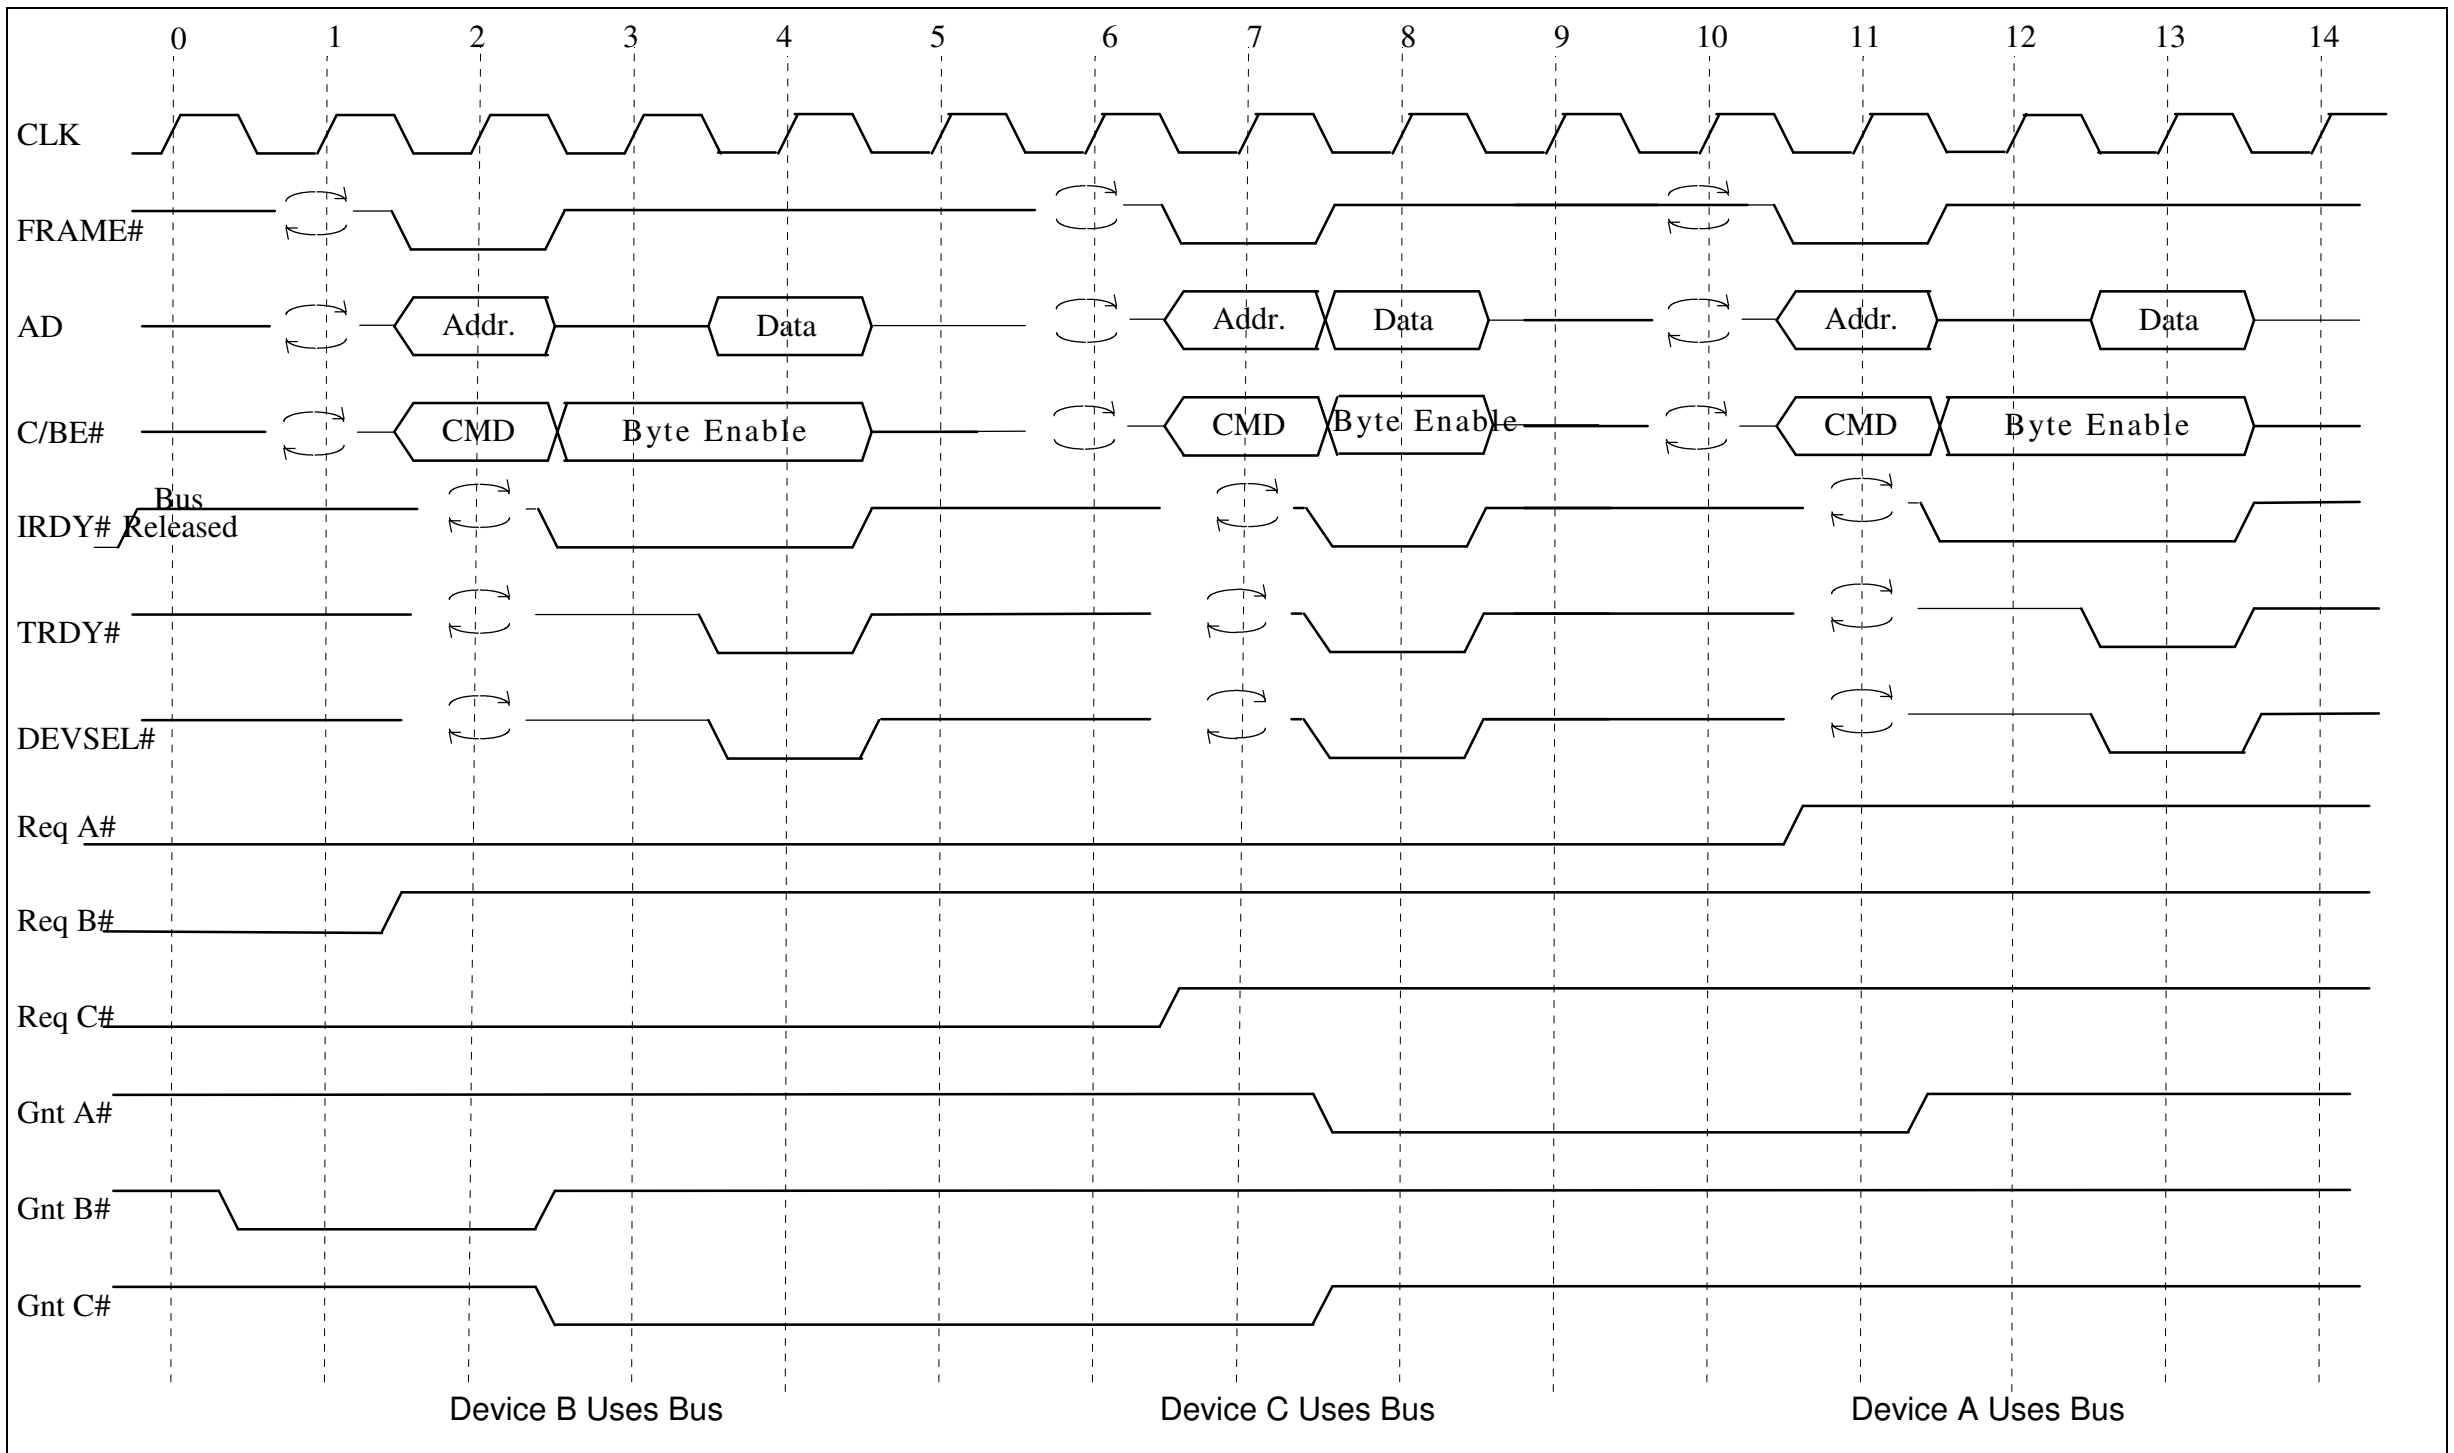 0 1 2 3 4 5 6 7 8 9 10 11 12 13 14
CLK
FRAME#
AD Addr. Data Addr. Data Addr. Data
C/BE# CMD Byte Enable CMD Byte Enable CMD Byte Enable
Bus
IRDY# Released
TRDY#
DEVSEL#
Req A#
Req B#
Req C#
Gnt A#
Gnt B#
Gnt C#
Device B Uses Bus Device C Uses Bus Device A Uses Bus